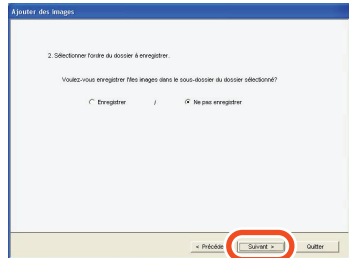 Ajouter des images
2. Sélectionner l'ordre du dossier à enregistrer.
Voulez-vous enregistrer l'/les images dans le sous-dossier du dossier sélectionné?
Enregistrer / Ne pas enregistrer
< Précéde Suivant > Quitter